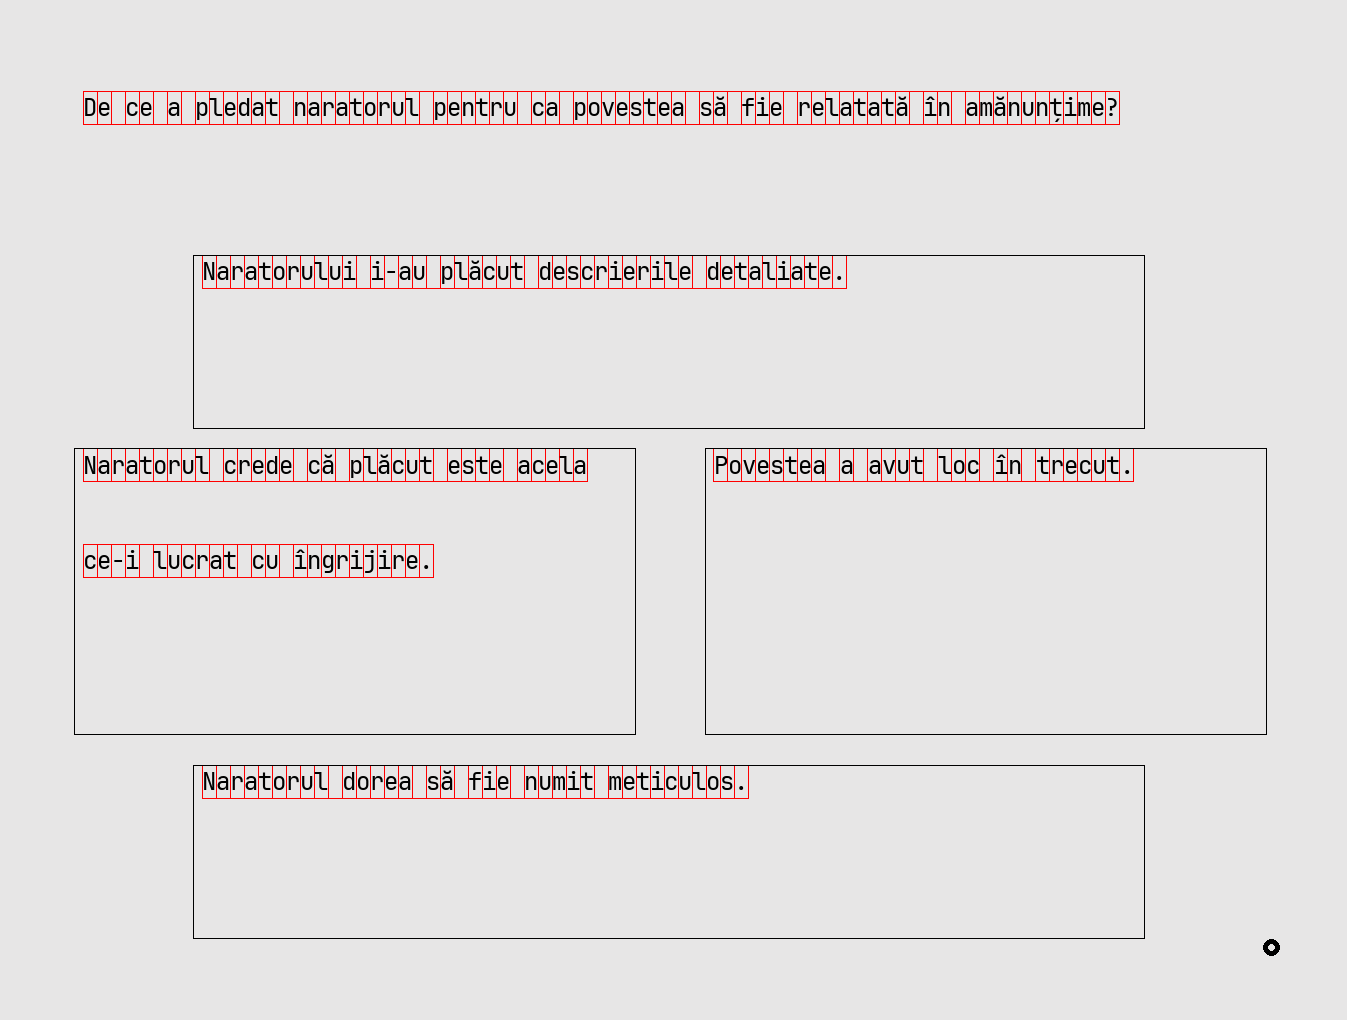 De ce a pledat naratorul pentru ca povestea să fie relatată în amănunțime?
Naratorului i-au plăcut descrierile detaliate.
Naratorul crede că plăcut este acela
ce-i lucrat cu îngrijire.
Povestea a avut loc în trecut.
Naratorul dorea să fie numit meticulos.